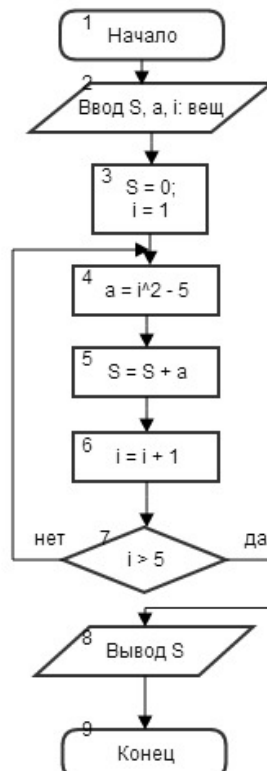 1
Начало
2
Ввод S, a, i: вещ
3
S = 0;
i = 1
4
a = i^2 - 5
5
S = S + a
6
i = i + 1
нет
7
да
i > 5
8
Вывод S
9
Конец